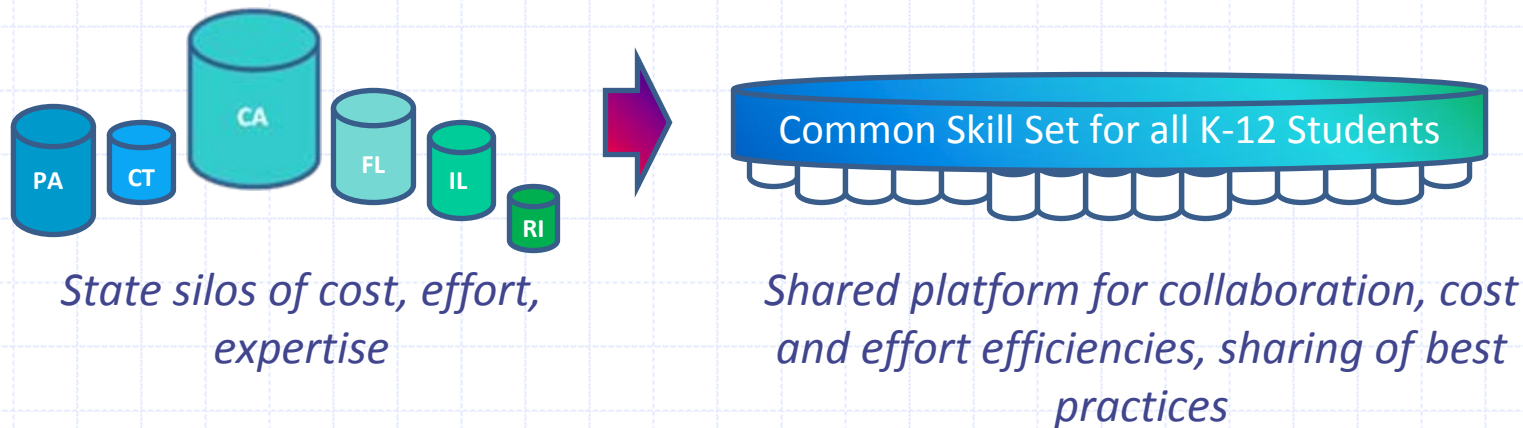 PA
CT
CA
FL
IL
RI
Common Skill Set for all K-12 Students
State silos of cost, effort,
expertise
Shared platform for collaboration, cost
and effort efficiencies, sharing of best
practices